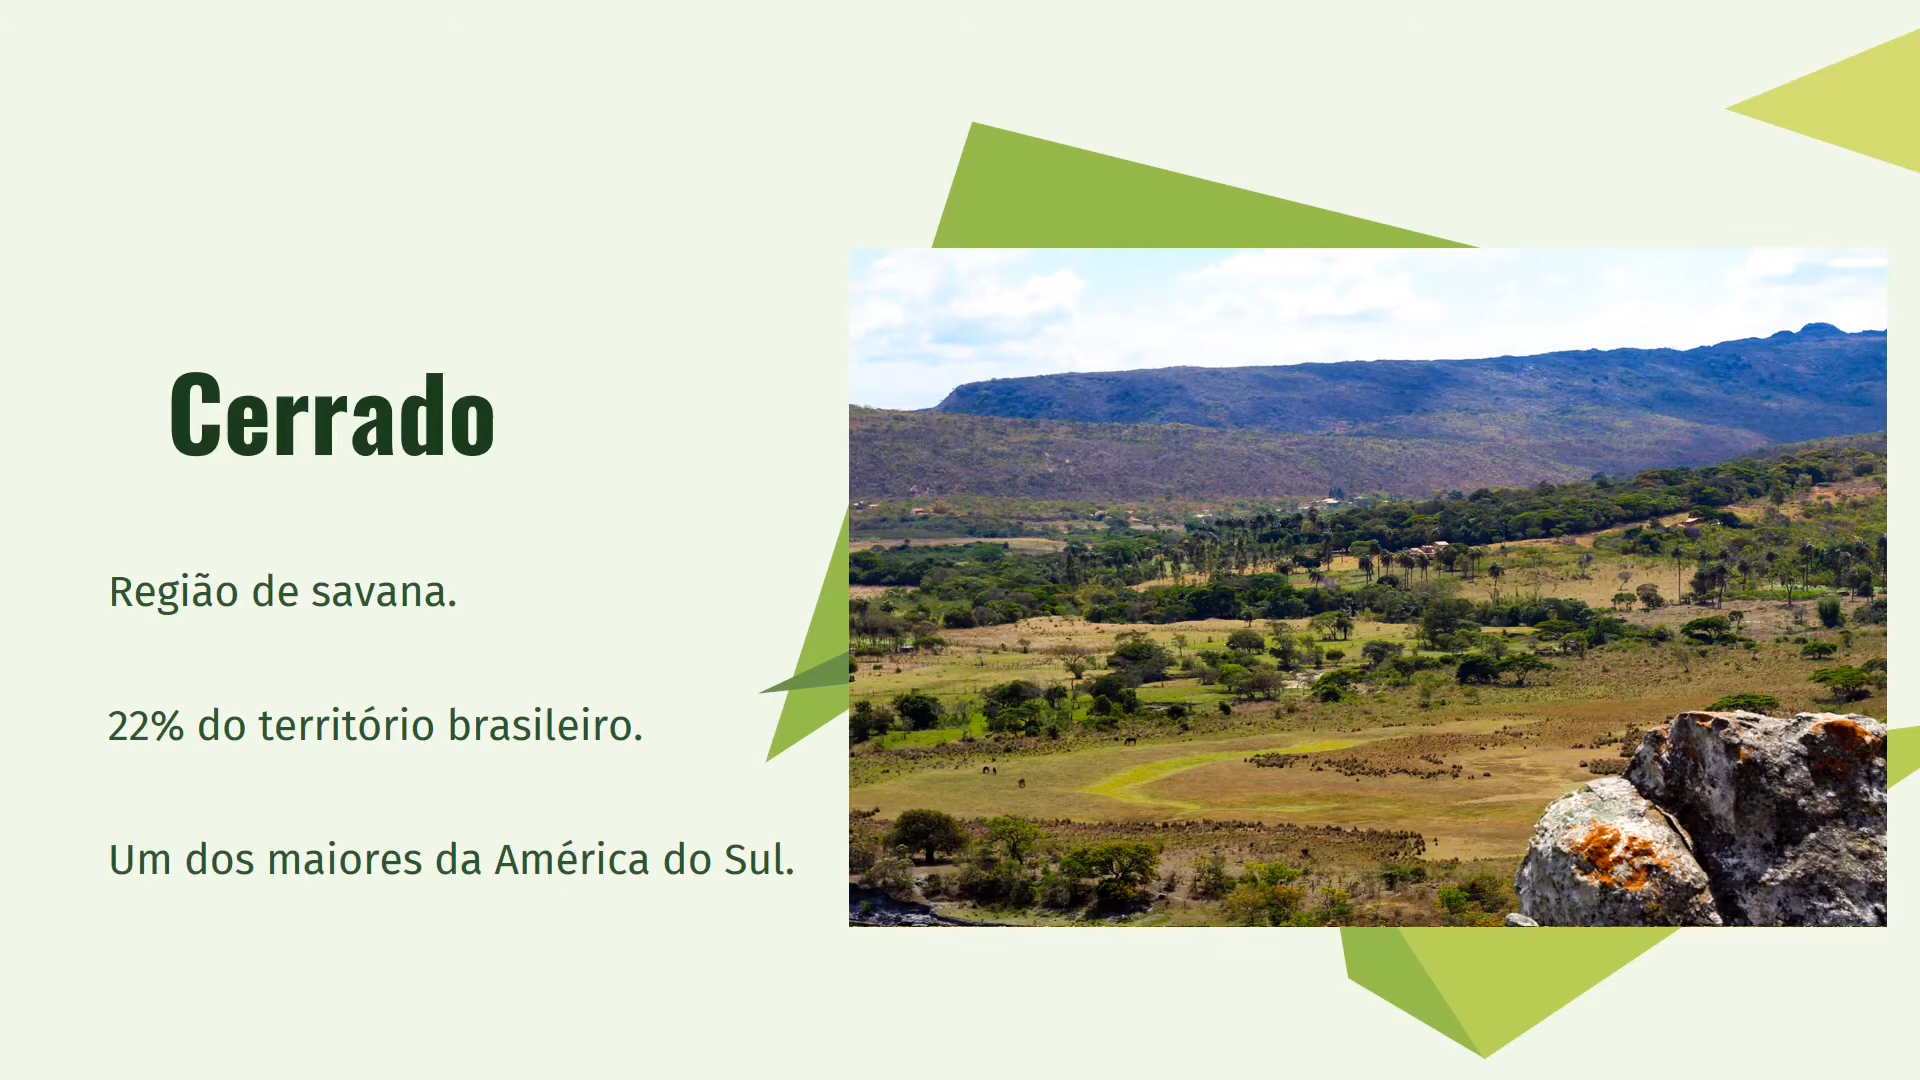 Cerrado
Região de savana.
22% do território brasileiro.
Um dos maiores da América do Sul.